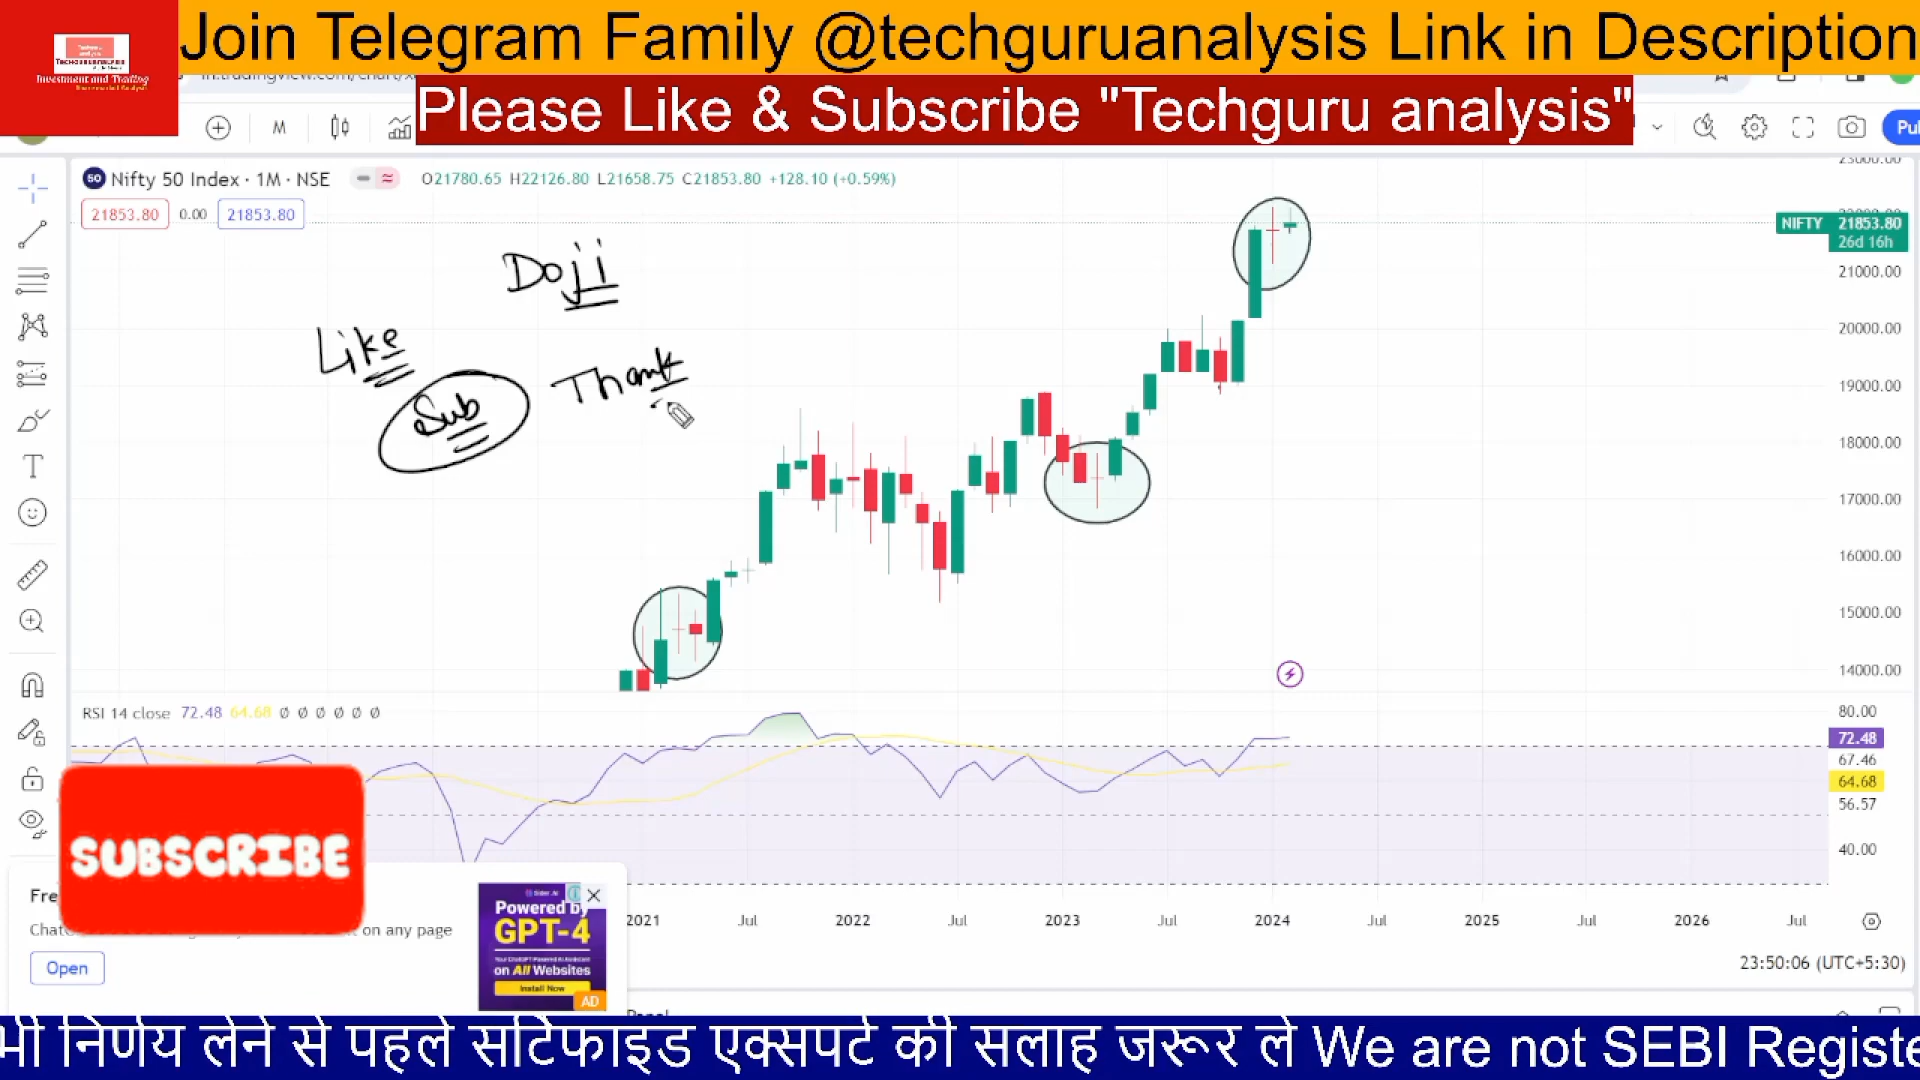 Join Telegram Family @techguruanalysis Link in Description
Investment and Trading
Please Like & Subscribe "Techguru analysis"
M
50 Nifty 50 Index · 1M · NSE O21780.65 H22126.80 L21658.75 C21853.80 +128.10 (+0.59%)
21853.80 0.00 21853.80
NIFTY 21853.80
26d 16h
21000.00
20000.00
19000.00
18000.00
17000.00
16000.00
15000.00
14000.00
Doji
Like
Sub
Thank
RSI 14 close 72.48 64.68 Ø Ø Ø Ø Ø Ø
80.00
72.48
67.46
64.68
56.57
40.00
SUBSCRIBE
2021 Jul 2022 Jul 2023 Jul 2024 Jul 2025 Jul 2026 Jul
on any page
Open
Powered by
GPT-4
on All Websites
Install Now
AD
23:50:06 (UTC+5:30)
भी निर्णय लेने से पहले सर्टिफाइड एक्सपर्ट की सलाह जरूर ले We are not SEBI Registe